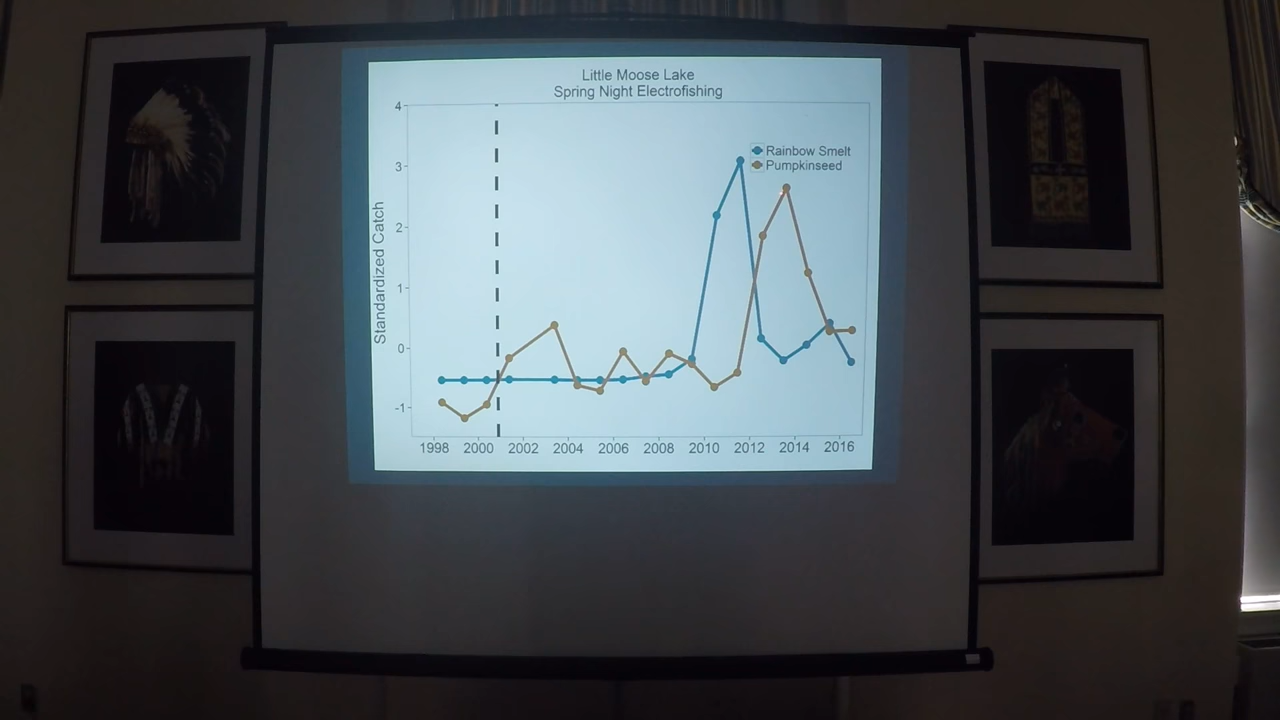 Little Moose Lake
Spring Night Electrofishing
4
3
2
1
0
-1
Standardized Catch
Rainbow Smelt
Pumpkinseed
1998 2000 2002 2004 2006 2008 2010 2012 2014 2016